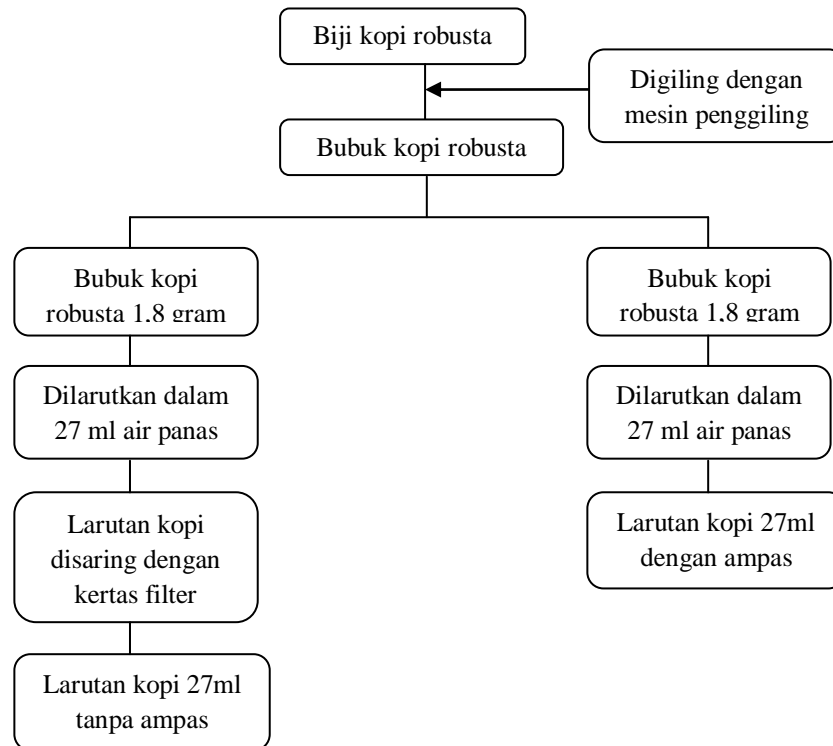 Biji kopi robusta
Digiling dengan
mesin penggiling
Bubuk kopi robusta
Bubuk kopi
robusta 1,8 gram
Dilarutkan dalam
27 ml air panas
Larutan kopi
disaring dengan
kertas filter
Larutan kopi 27ml
tanpa ampas
Bubuk kopi
robusta 1,8 gram
Dilarutkan dalam
27 ml air panas
Larutan kopi 27ml
dengan ampas